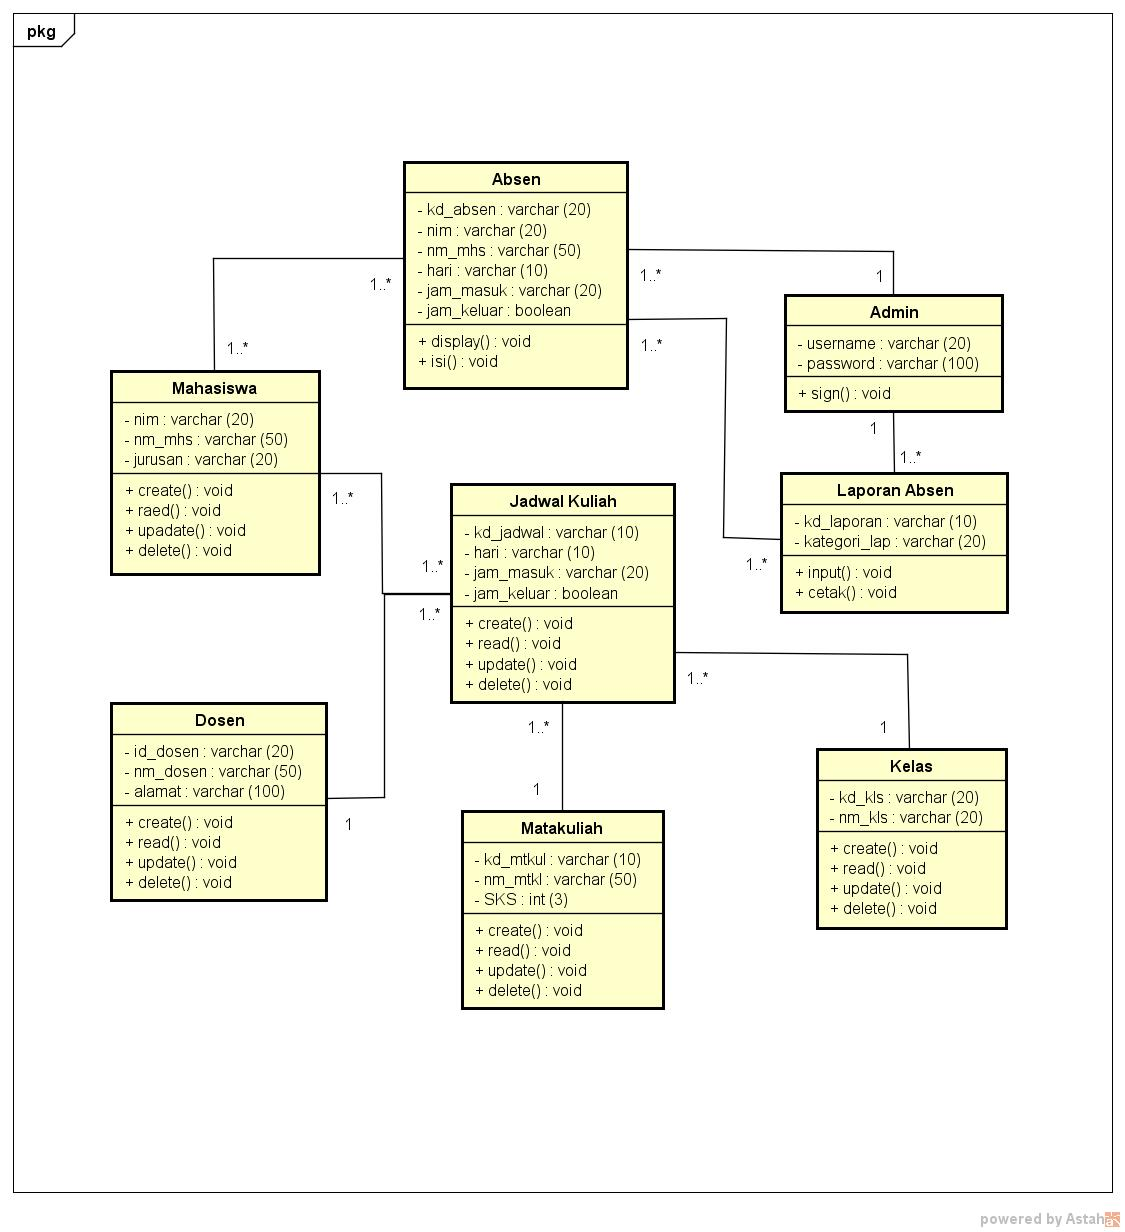 pkg
Absen
- kd_absen : varchar (20)
- nim : varchar (20)
- nm_mhs : varchar (50)
- hari : varchar (10)
- jam_masuk : varchar (20)
- jam_keluar : boolean
+ display() : void
+ isi() : void
1..*
1..*
1..*
1..*
1
Admin
- username : varchar (20)
- password : varchar (100)
+ sign() : void
1
1..*
Mahasiswa
- nim : varchar (20)
- nm_mhs : varchar (50)
- jurusan : varchar (20)
+ create() : void
+ raed() : void
+ upadate() : void
+ delete() : void
1..*
1..*
1..*
Jadwal Kuliah
- kd_jadwal : varchar (10)
- hari : varchar (10)
- jam_masuk : varchar (20)
- jam_keluar : boolean
+ create() : void
+ read() : void
+ update() : void
+ delete() : void
Laporan Absen
- kd_laporan : varchar (10)
- kategori_lap : varchar (20)
+ input() : void
+ cetak() : void
1..*
1..*
1
1..*
1
Dosen
- id_dosen : varchar (20)
- nm_dosen : varchar (50)
- alamat : varchar (100)
+ create() : void
+ read() : void
+ update() : void
+ delete() : void
1
Matakuliah
- kd_mtkul : varchar (10)
- nm_mtkl : varchar (50)
- SKS : int (3)
+ create() : void
+ read() : void
+ update() : void
+ delete() : void
Kelas
- kd_kls : varchar (20)
- nm_kls : varchar (20)
+ create() : void
+ read() : void
+ update() : void
+ delete() : void
powered by Astah